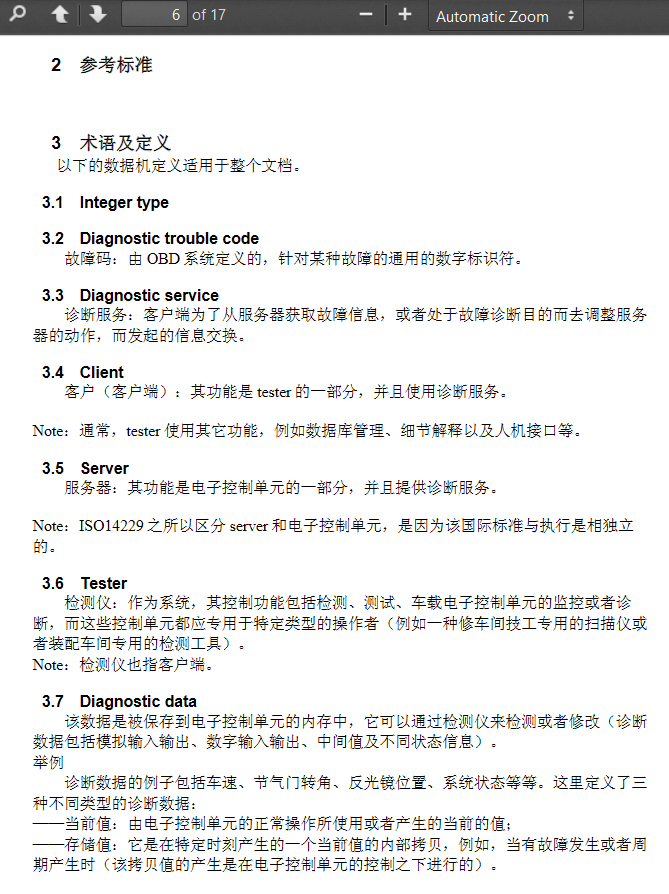 6 of 17
Automatic Zoom
2 参考标准
3 术语及定义
以下的数据机定义适用于整个文档。
3.1 Integer type
3.2 Diagnostic trouble code
故障码：由 OBD 系统定义的，针对某种故障的通用的数字标识符。
3.3 Diagnostic service
诊断服务：客户端为了从服务器获取故障信息，或者处于故障诊断目的而去调整服务
器的动作，而发起的信息交换。
3.4 Client
客户（客户端）：其功能是 tester 的一部分，并且使用诊断服务。
Note：通常，tester 使用其它功能，例如数据库管理、细节解释以及人机接口等。
3.5 Server
服务器：其功能是电子控制单元的一部分，并且提供诊断服务。
Note：ISO14229 之所以区分 server 和电子控制单元，是因为该国际标准与执行是相独立
的。
3.6 Tester
检测仪：作为系统，其控制功能包括检测、测试、车载电子控制单元的监控或者诊
断，而这些控制单元都应专用于特定类型的操作者（例如一种修车间技工专用的扫描仪或
者装配车间专用的检测工具）。
Note：检测仪也指客户端。
3.7 Diagnostic data
该数据是被保存到电子控制单元的内存中，它可以通过检测仪来检测或者修改（诊断
数据包括模拟输入输出、数字输入输出、中间值及不同状态信息）。
举例
诊断数据的例子包括车速、节气门转角、反光镜位置、系统状态等等。这里定义了三
种不同类型的诊断数据：
——当前值：由电子控制单元的正常操作所使用或者产生的当前的值；
——存储值：它是在特定时刻产生的一个当前值的内部拷贝，例如，当有故障发生或者周
期产生时（该拷贝值的产生是在电子控制单元的控制之下进行的）。